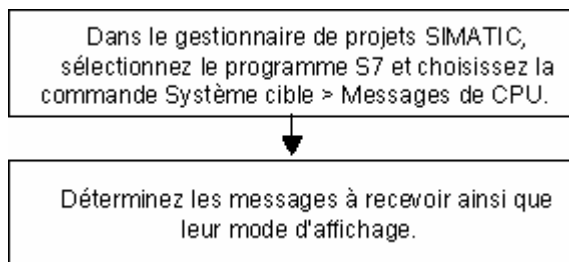 Dans le gestionnaire de projets SIMATIC,
sélectionnez le programme S7 et choisissez la
commande Système cible > Messages de CPU.
Déterminez les messages à recevoir ainsi que
leur mode d'affichage.